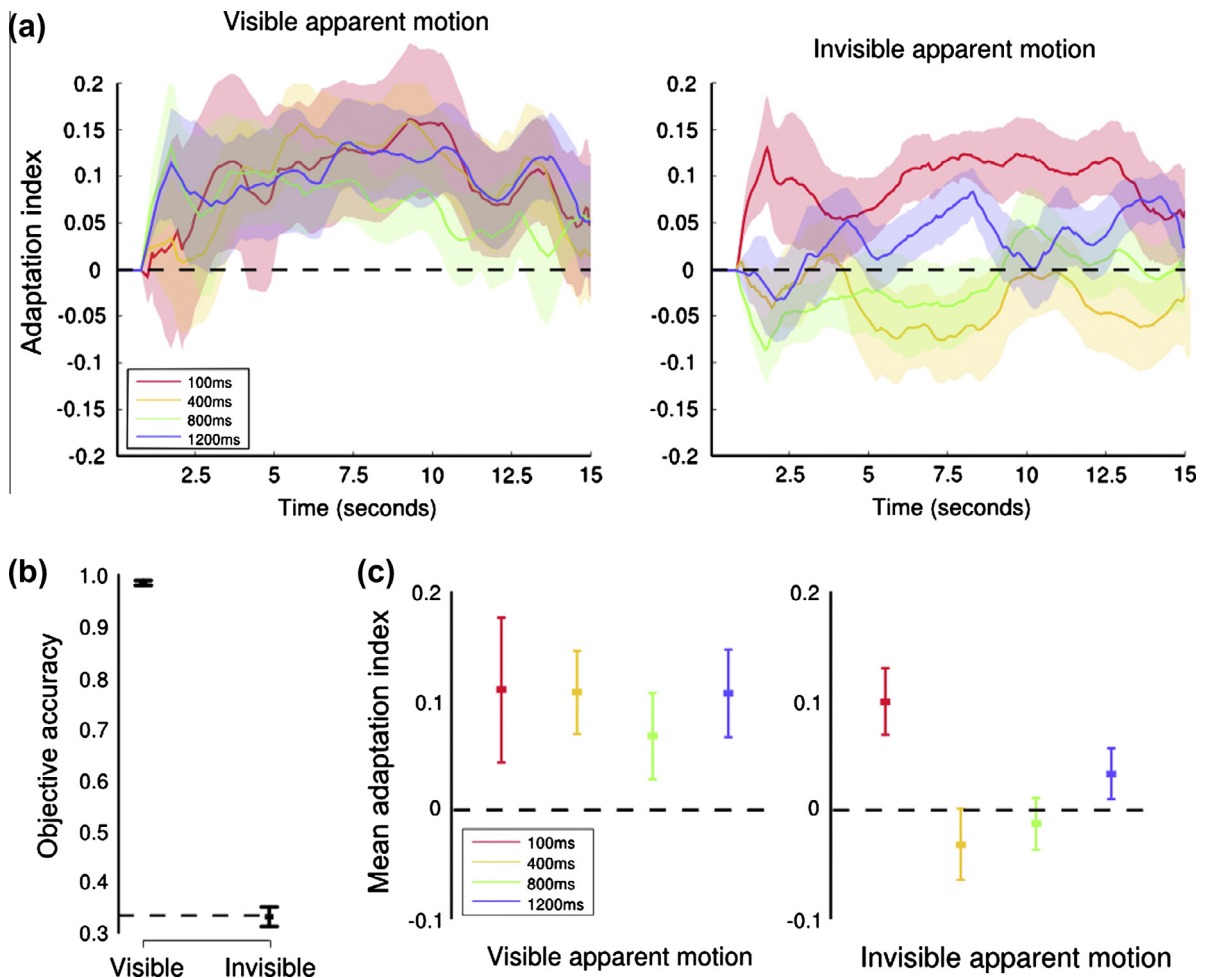 (a)
Visible apparent motion
Invisible apparent motion
Adaptation index
0.2
0.15
0.1
0.05
0
-0.05
-0.1
-0.15
-0.2
100ms
400ms
800ms
1200ms
2.5 5 7.5 10 12.5 15
Time (seconds)
0.2
0.15
0.1
0.05
0
-0.05
-0.1
-0.15
-0.2
2.5 5 7.5 10 12.5 15
Time (seconds)
(b)
Objective accuracy
1.0
0.9
0.8
0.7
0.6
0.5
0.4
0.3
Visible Invisible
(c)
Mean adaptation index
0.2
0.1
0
-0.1
100ms
400ms
800ms
1200ms
Visible apparent motion
0.2
0.1
0
-0.1
Invisible apparent motion